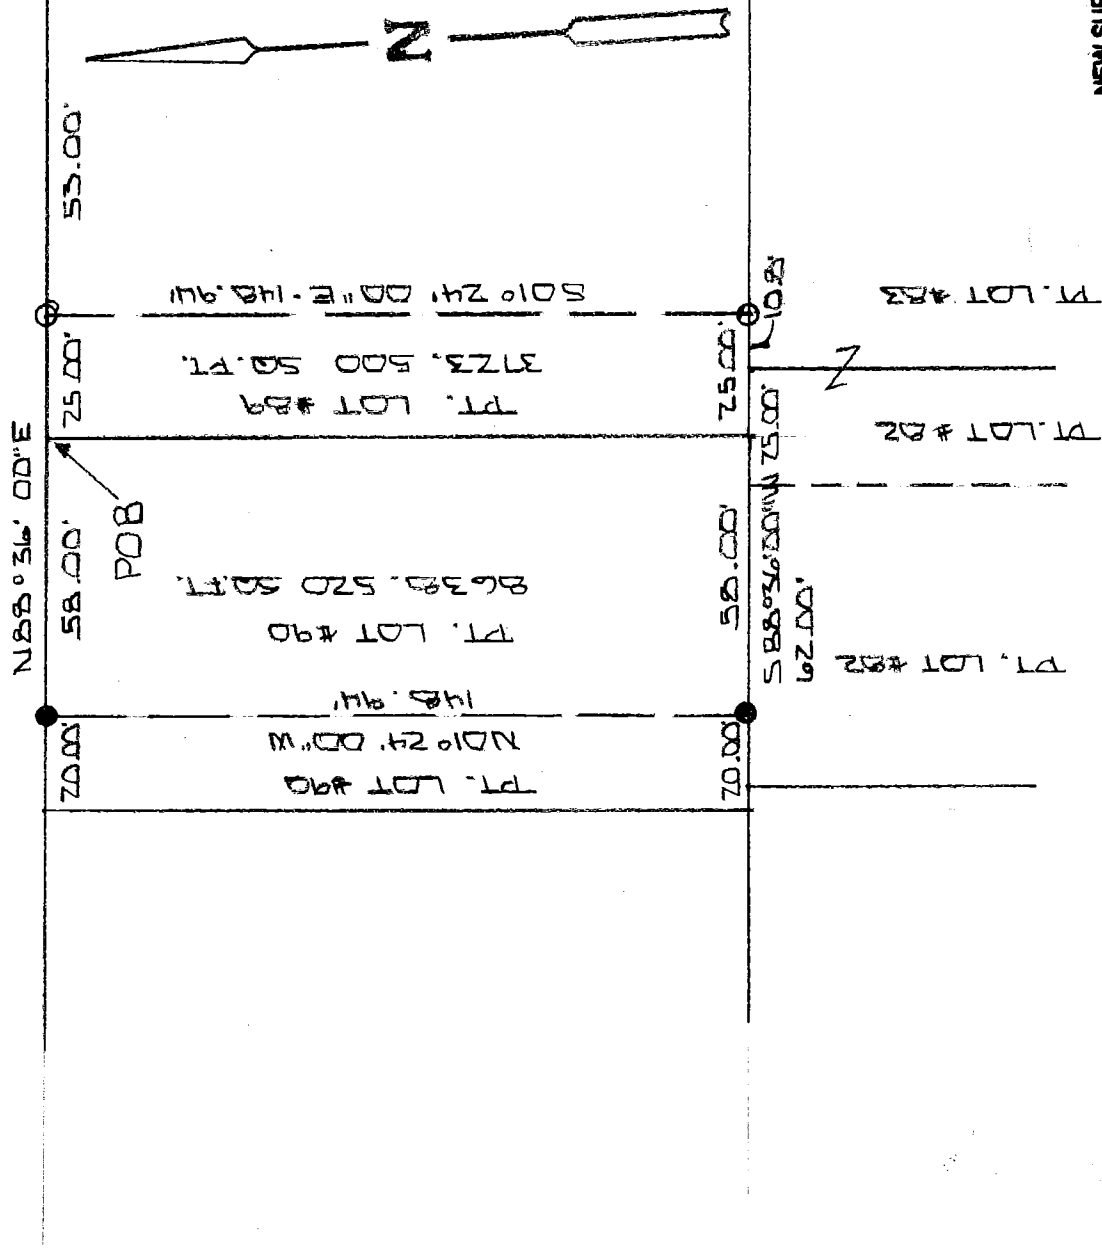 N88°36' 00"E
20.00'
58.00'
25.00'
53.00'
POB
PT. LOT #90
N01°24' 00"W
148.94'
PT. LOT #90
8638.520 SQ.FT.
PT. LOT #89
3723.500 SQ.FT.
S01°24' 00"E-148.94'
N
20.00'
58.00'
25.00'
S 88°36'00"W 25.00'
10.8'
62.00'
PT. LOT #82
PT. LOT #82
PT. LOT #83